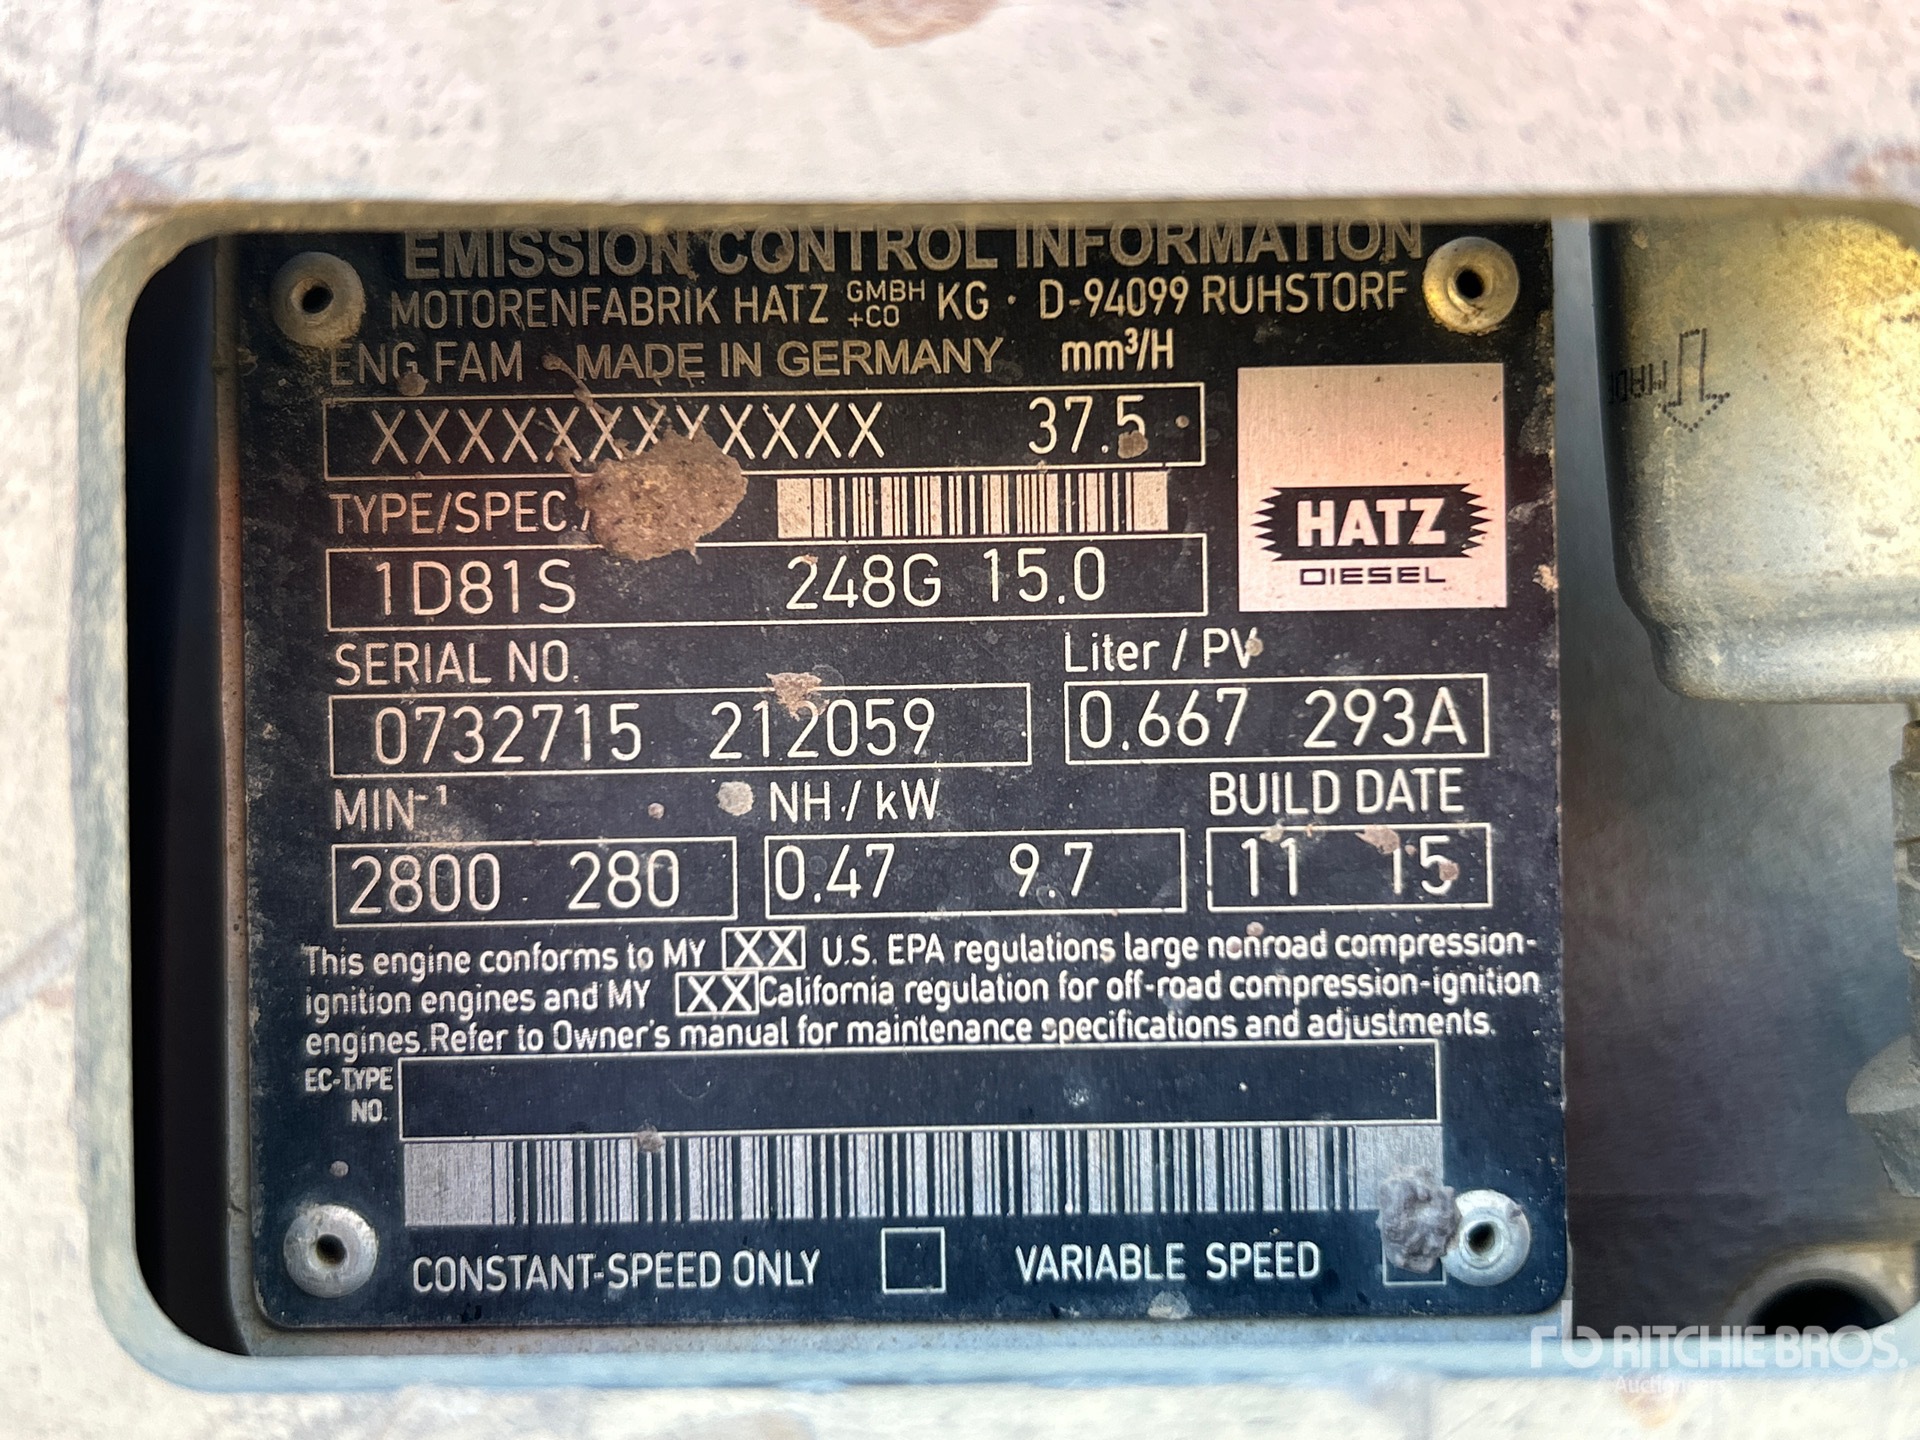 EMISSION CONTROL INFORMATION
MOTORENFABRIK HATZ GMBH +CO KG · D-94099 RUHSTORF
ENG.FAM MADE IN GERMANY mm³/H
XXXXXXXXXXXX 37.5
TYPE/SPEC.
1D81S 248G 15.0
HATZ
DIESEL
SERIAL NO. Liter / PV
0732715 212059 0.667 293A
MIN⁻¹ NH / kW BUILD DATE
2800 280 0.47 9.7 11 15
This engine conforms to MY XX U.S. EPA regulations large nonroad compression-
ignition engines and MY XX California regulation for off-road compression-ignition
engines.Refer to Owner's manual for maintenance specifications and adjustments.
EC-TYPE
NO.
CONSTANT-SPEED ONLY VARIABLE SPEED
rb RITCHIE BROS.
Auctioneers